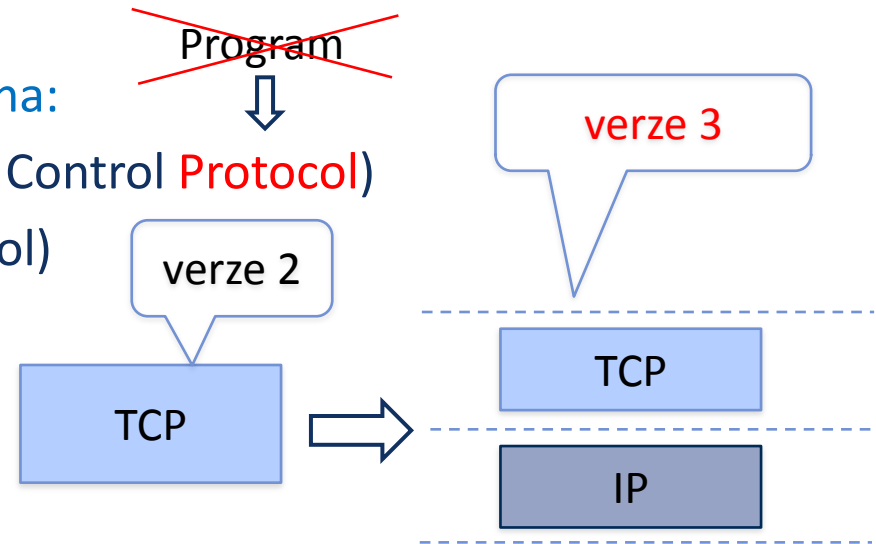 Program
na:
Control Protocol)
ol)
verze 2
verze 3
TCP
TCP
IP